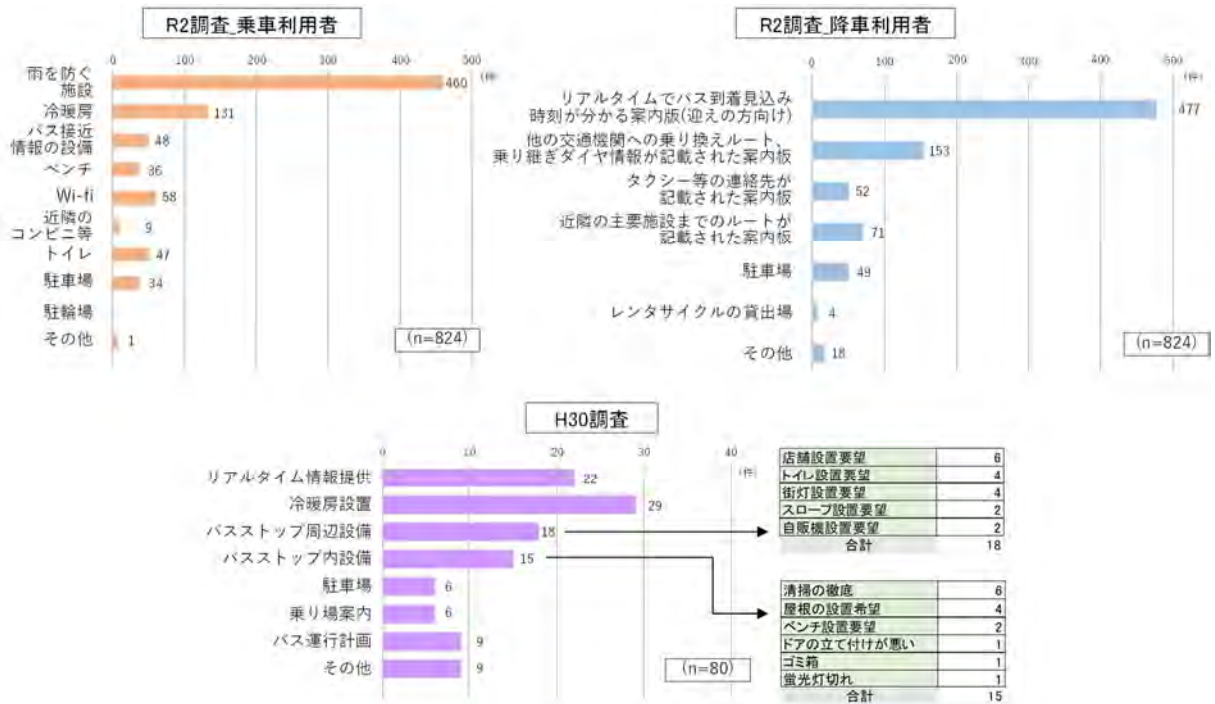 R2調査_乗車利用者
0
100
200
300
400
500
(件)
雨を防ぐ
施設
460
冷暖房
131
バス接近
情報の設備
48
ベンチ
36
Wi-fi
58
近隣の
コンビニ等
9
トイレ
47
駐車場
34
駐輪場
その他
1
(n=824)
R2調査_降車利用者
0
100
200
300
400
500
(件)
リアルタイムでバス到着見込み
時刻が分かる案内版(迎えの方向け)
477
他の交通機関への乗り換えルート、
乗り継ぎダイヤ情報が記載された案内板
153
タクシー等の連絡先が
記載された案内板
52
近隣の主要施設までのルートが
記載された案内板
71
駐車場
49
レンタサイクルの貸出場
4
その他
18
(n=824)
H30調査
0
10
20
30
40
(件)
リアルタイム情報提供
22
冷暖房設置
29
バスストップ周辺設備
18
バスストップ内設備
15
駐車場
6
乗り場案内
6
バス運行計画
9
その他
9
(n=80)
店舗設置要望 6
トイレ設置要望 4
街灯設置要望 4
スロープ設置要望 2
自販機設置要望 2
合計 18
清掃の徹底 6
屋根の設置希望 4
ベンチ設置要望 2
ドアの立て付けが悪い 1
ゴミ箱 1
蛍光灯切れ 1
合計 15